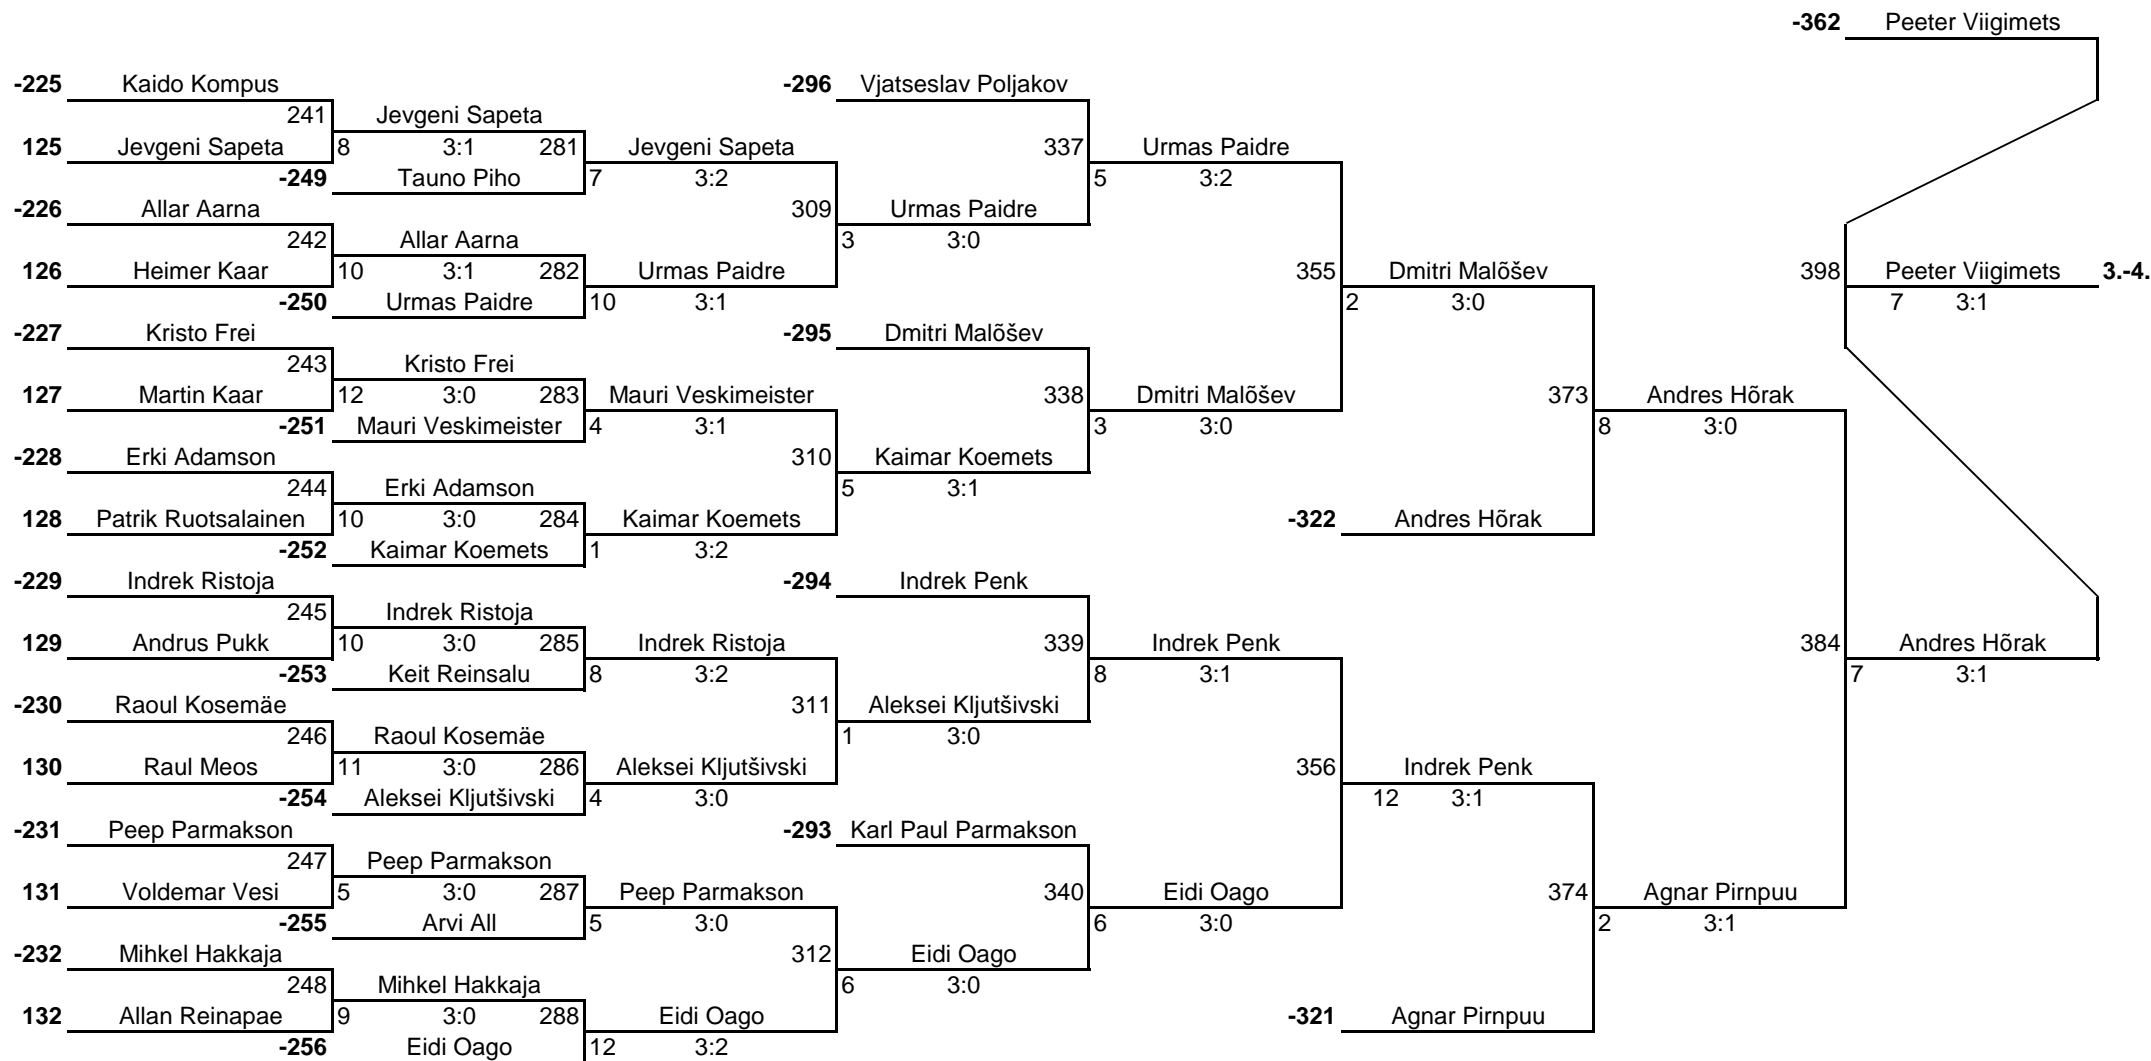 -362 Peeter Viigimets
-225 Kaido Kompus -296 Vjatseslav Poljakov
241 Jevgeni Sapeta
125 Jevgeni Sapeta 8 3:1 281 Jevgeni Sapeta 337 Urmas Paidre
-249 Tauno Piho 7 3:2 5 3:2
-226 Allar Aarna 309 Urmas Paidre
242 Allar Aarna 3 3:0
126 Heimer Kaar 10 3:1 282 Urmas Paidre 355 Dmitri Malõšev 398 Peeter Viigimets 3.-4.
-250 Urmas Paidre 10 3:1 2 3:0 7 3:1
-227 Kristo Frei -295 Dmitri Malõšev
243 Kristo Frei
127 Martin Kaar 12 3:0 283 Mauri Veskimeister 338 Dmitri Malõšev 373 Andres Hõrak
-251 Mauri Veskimeister 4 3:1 3 3:0 8 3:0
-228 Erki Adamson 310 Kaimar Koemets
244 Erki Adamson 5 3:1
128 Patrik Ruotsalainen 10 3:0 284 Kaimar Koemets -322 Andres Hõrak
-252 Kaimar Koemets 1 3:2
-229 Indrek Ristoja -294 Indrek Penk
245 Indrek Ristoja
129 Andrus Pukk 10 3:0 285 Indrek Ristoja 339 Indrek Penk 384 Andres Hõrak
-253 Keit Reinsalu 8 3:2 8 3:1 7 3:1
-230 Raoul Kosemäe 311 Aleksei Kljutšivski
246 Raoul Kosemäe 1 3:0
130 Raul Meos 11 3:0 286 Aleksei Kljutšivski 356 Indrek Penk
-254 Aleksei Kljutšivski 4 3:0 12 3:1
-231 Peep Parmakson -293 Karl Paul Parmakson
247 Peep Parmakson
131 Voldemar Vesi 5 3:0 287 Peep Parmakson 340 Eidi Oago 374 Agnar Pirnpuu
-255 Arvi All 5 3:0 6 3:0 2 3:1
-232 Mihkel Hakkaja 312 Eidi Oago
248 Mihkel Hakkaja 6 3:0
132 Allan Reinapae 9 3:0 288 Eidi Oago -321 Agnar Pirnpuu
-256 Eidi Oago 12 3:2